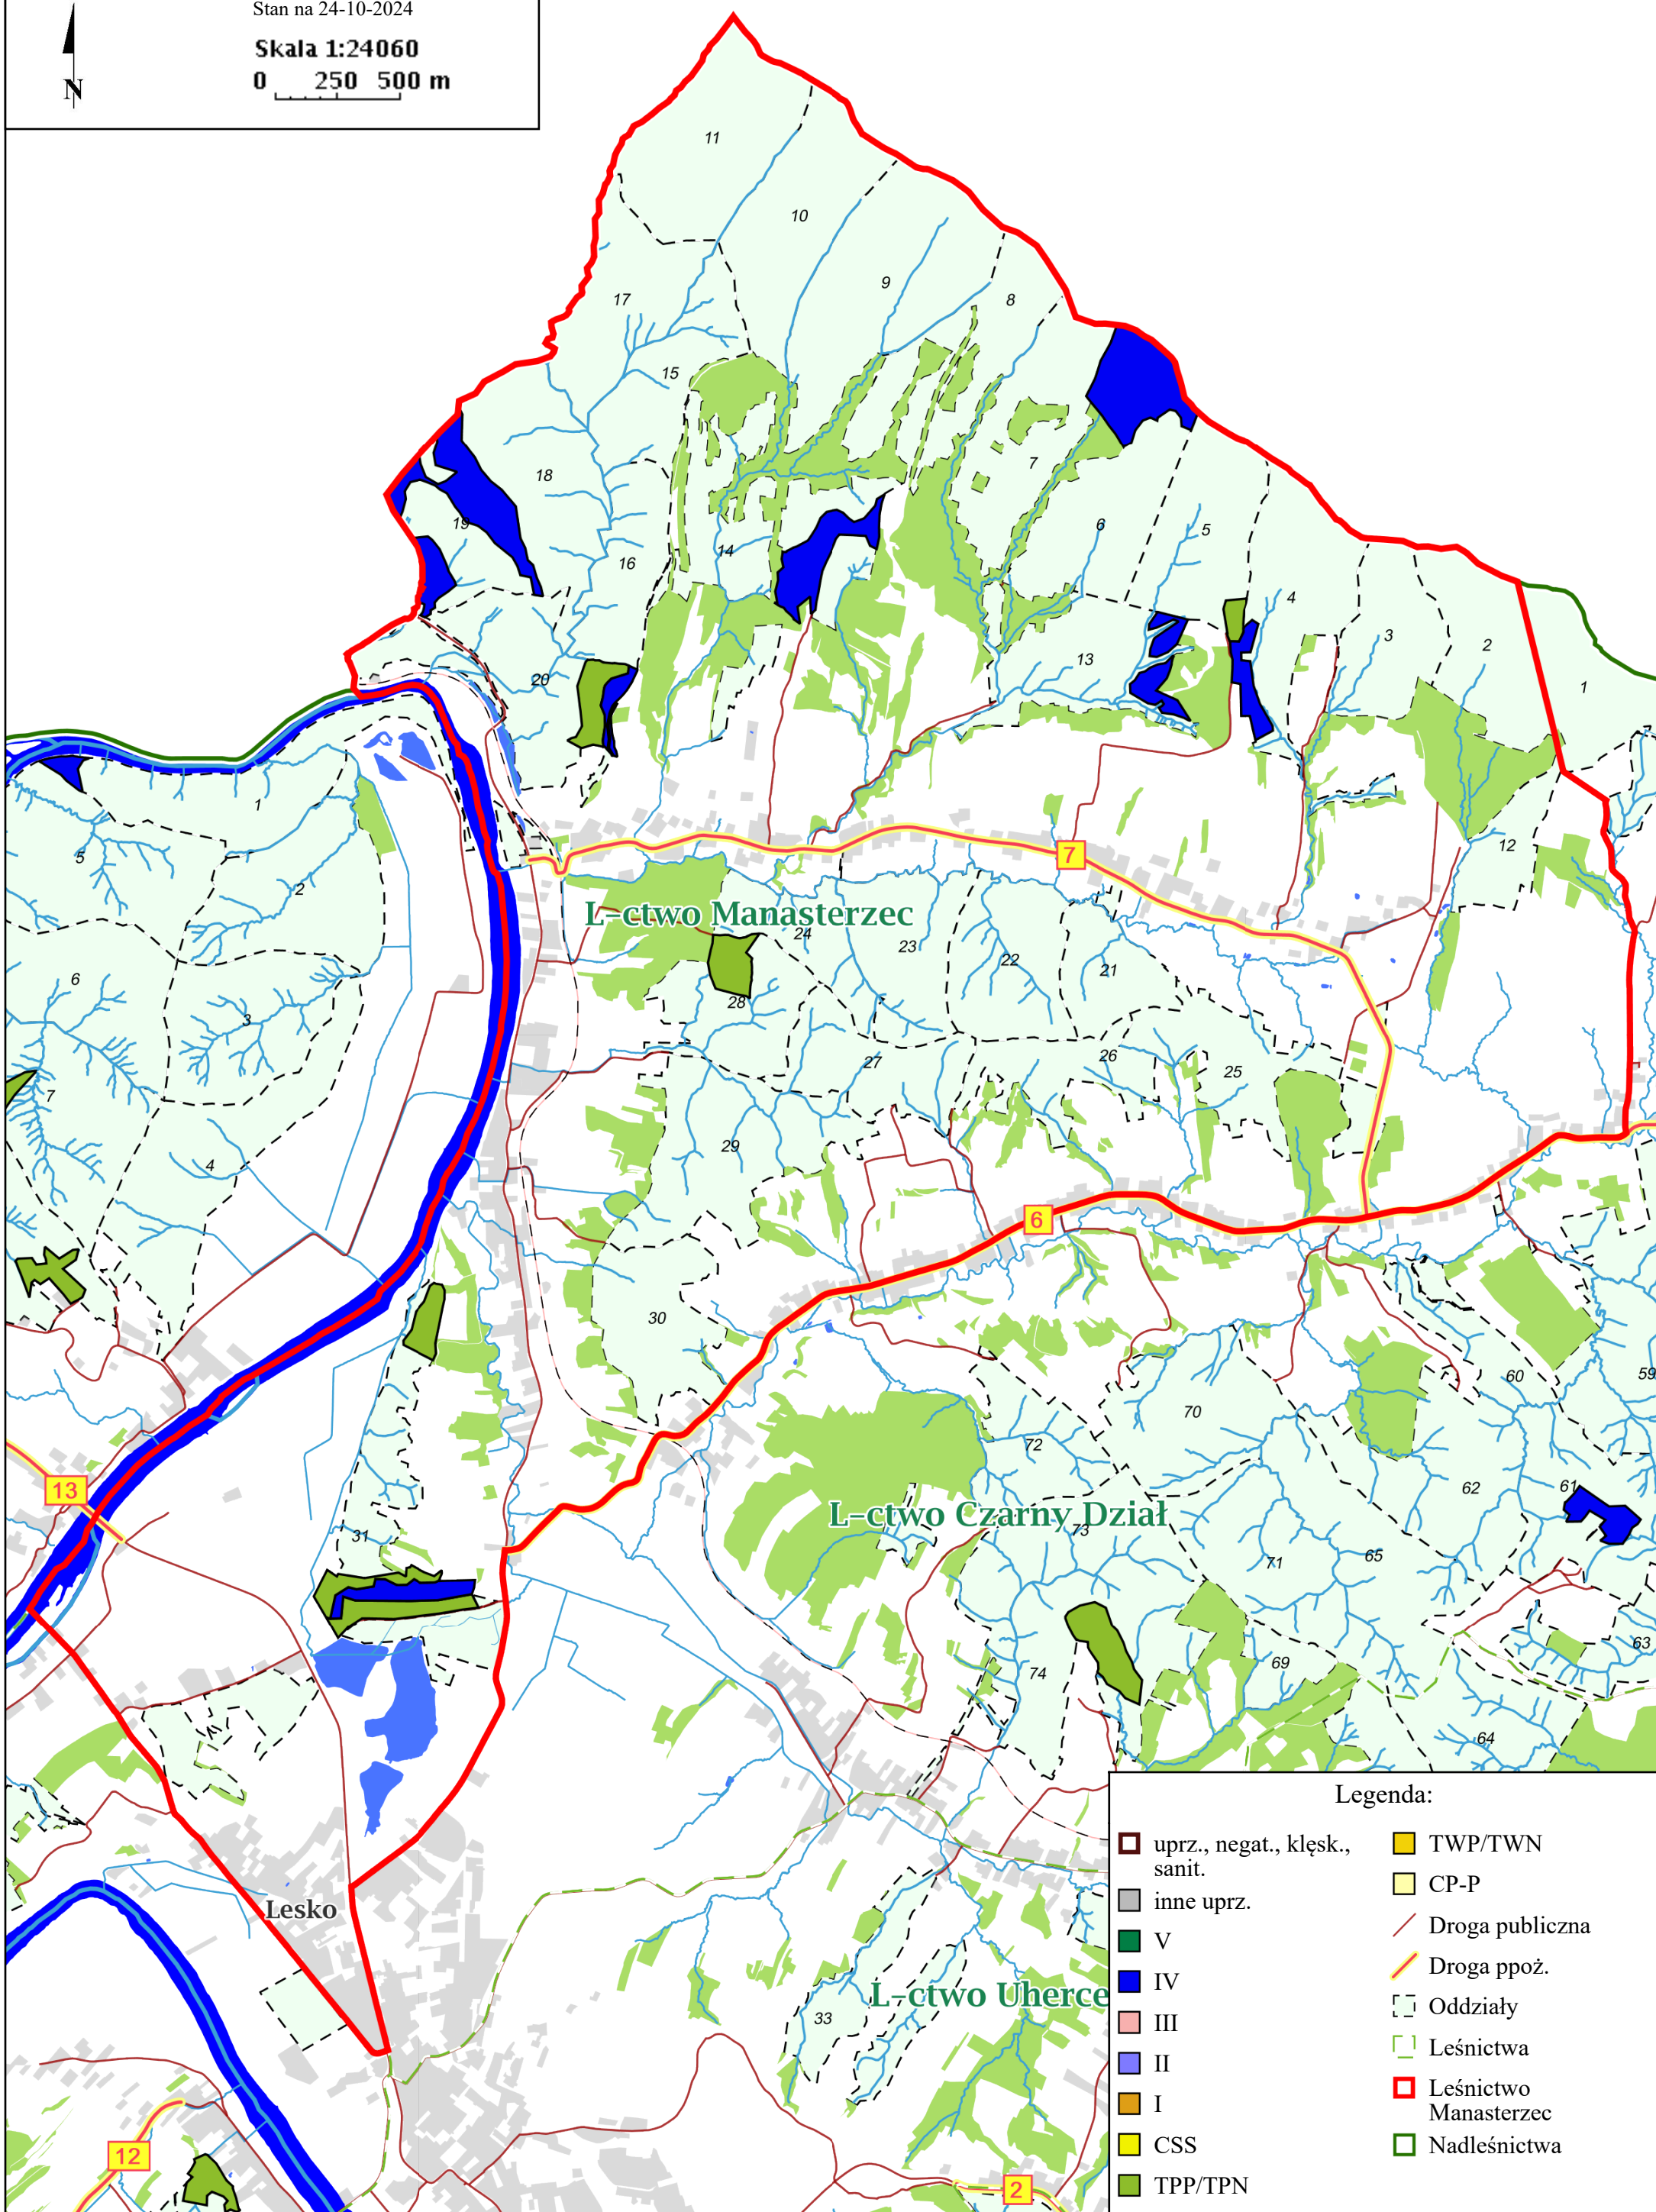 Stan na 24-10-2024
Skala 1:24060
0 250 500 m
N
11
10
9
8
17
15
7
18
19
6
5
14
16
4
3
2
13
20
1
1
5
12
2
7
L-ctwo Manasterzec
24
23
22
21
6
28
3
27
26
25
7
29
4
6
30
60
59
70
72
13
62
61
L-ctwo Czarny Dział
73
31
71
65
63
69
74
64
Lesko
L-ctwo Uherce
33
12
2
Legenda:
uprz., negat., klęsk.,
sanit.
inne uprz.
V
IV
III
II
I
CSS
TPP/TPN
TWP/TWN
CP-P
Droga publiczna
Droga ppoż.
Oddziały
Leśnictwa
Leśnictwo
Manasterzec
Nadleśnictwa